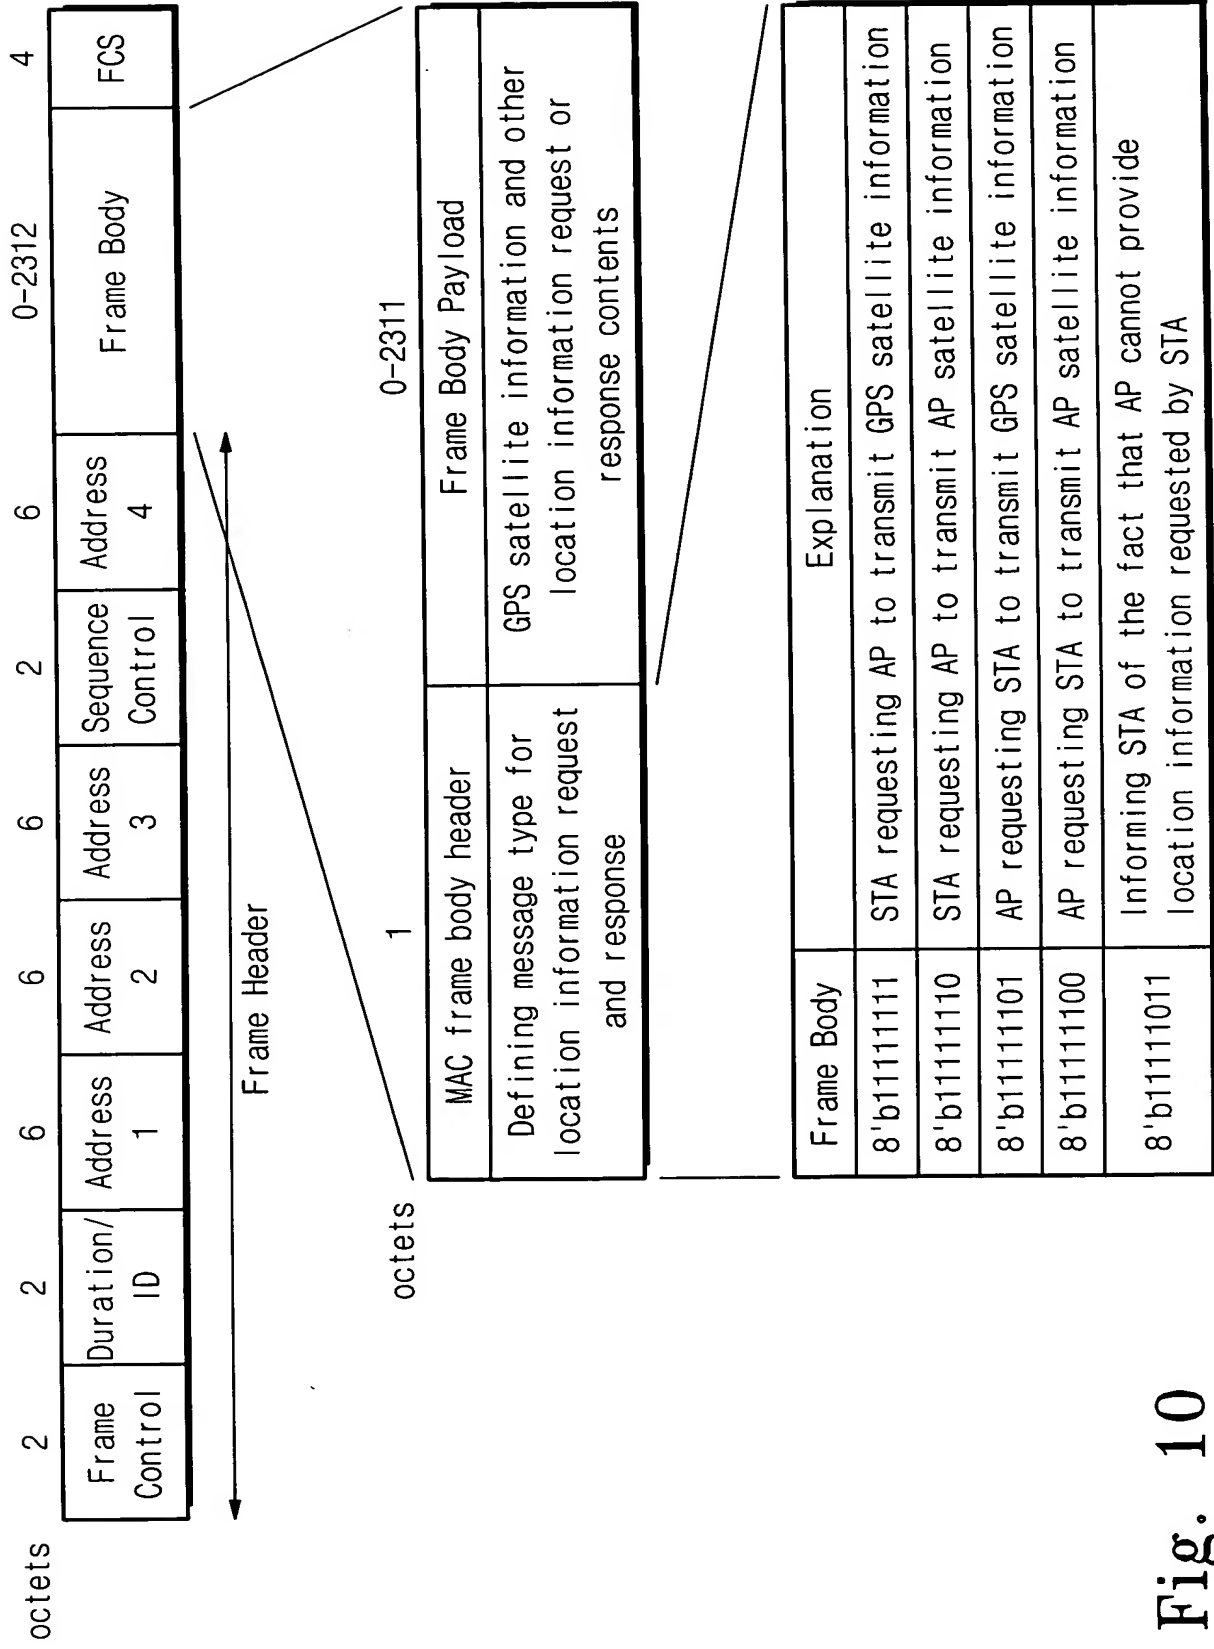 octets 2 2 6 6 6 2 6 0-2312 4
Frame Control
Duration/ ID
Address 1
Address 2
Address 3
Sequence Control
Address 4
Frame Body
FCS
Frame Header
octets 1 0-2311
MAC frame body header
Frame Body Payload
Defining message type for
location information request
and response
GPS satellite information and other
location information request or
response contents
Frame Body Explanation
8'b11111111 STA requesting AP to transmit GPS satellite information
8'b11111110 STA requesting AP to transmit AP satellite information
8'b11111101 AP requesting STA to transmit GPS satellite information
8'b11111100 AP requesting STA to transmit AP satellite information
8'b11111011 Informing STA of the fact that AP cannot provide
location information requested by STA
Fig. 10